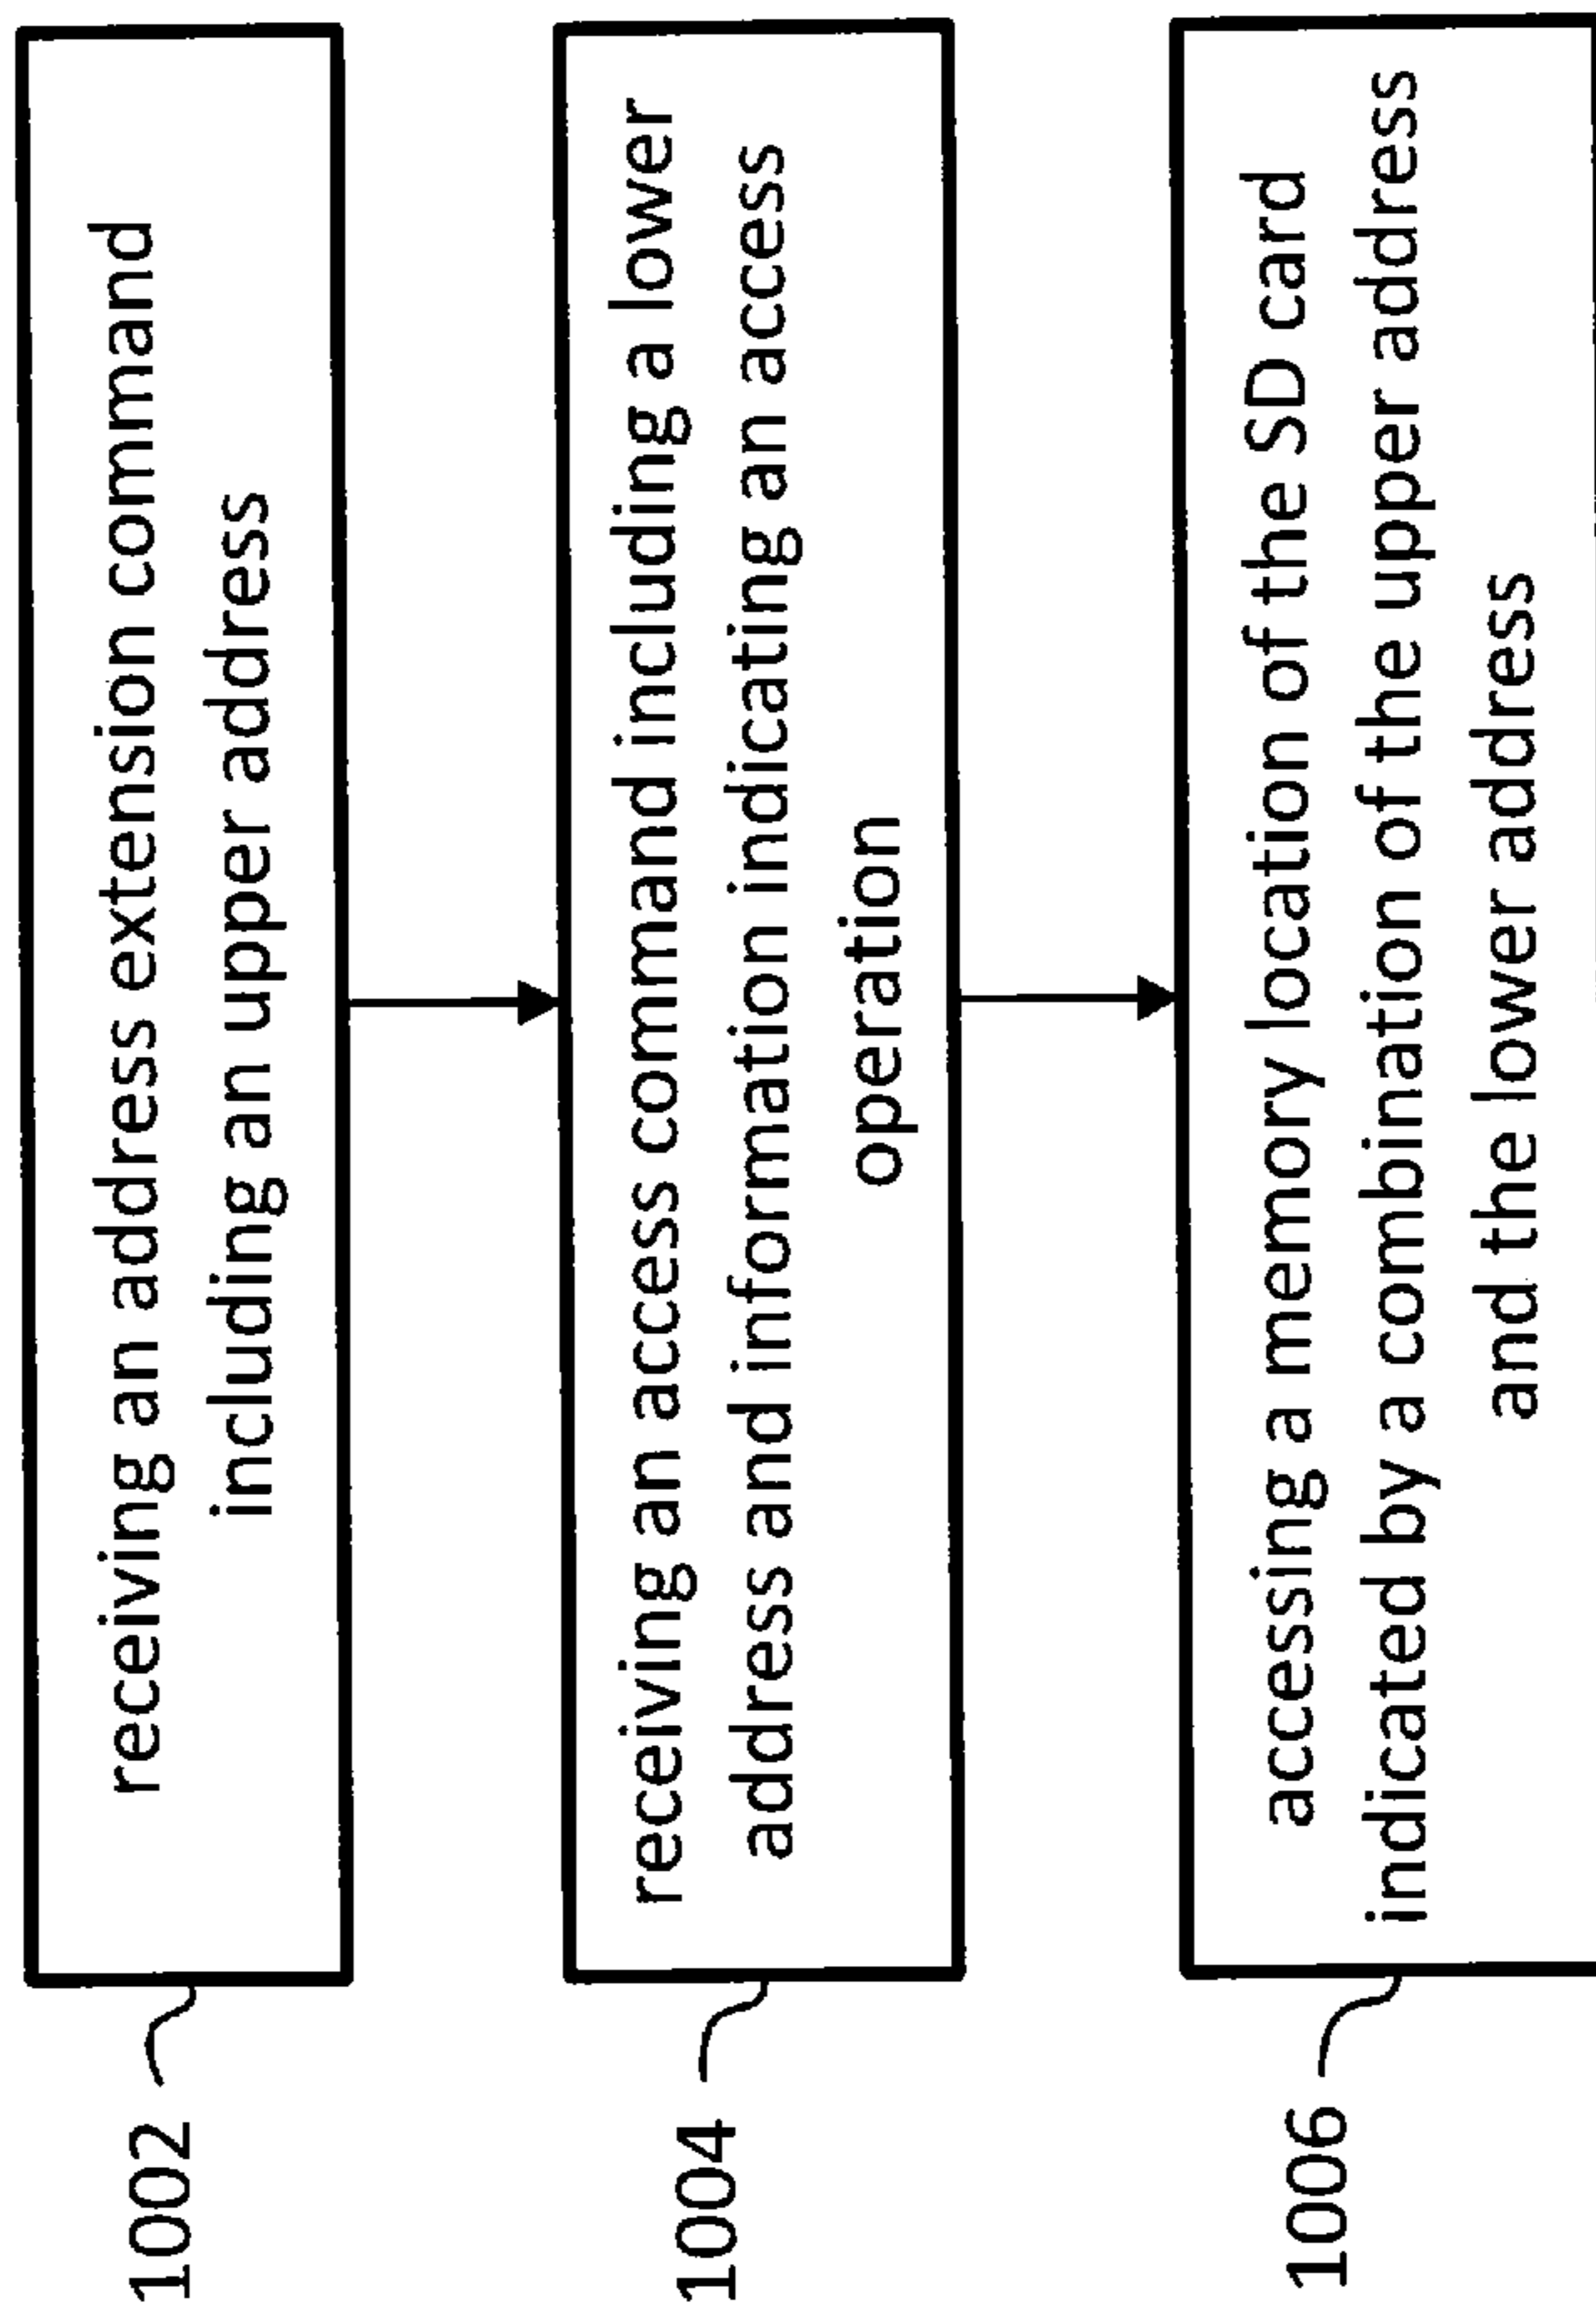 1002
receiving an address extension command
including an upper address
1004
receiving an access command including a lower
address and information indicating an access
operation
1006
accessing a memory location of the SD card
indicated by a combination of the upper address
and the lower address